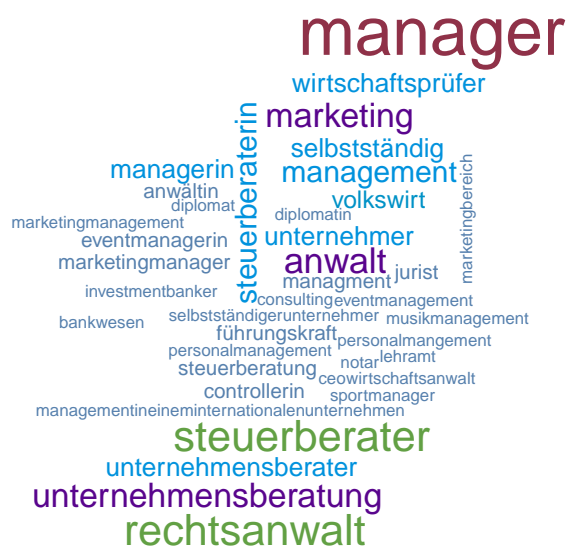 manager
wirtschaftsprüfer
marketing
steuerberaterin
selbstständig
managerin
management
marketingbereich
anwältin
volkswirt
diplomat
diplomatin
marketingmanagement
eventmanagerin
unternehmer
marketingmanager
anwalt
jurist
managment
investmentbanker
consulting
eventmanagement
bankwesen
selbstständigerunternehmer
musikmanagement
führungskraft
personalmangement
personalmanagement
notar
lehramt
steuerberatung
ceo
wirtschaftsanwalt
controllerin
sportmanager
managementineineminternationalenunternehmen
steuerberater
unternehmensberater
unternehmensberatung
rechtsanwalt